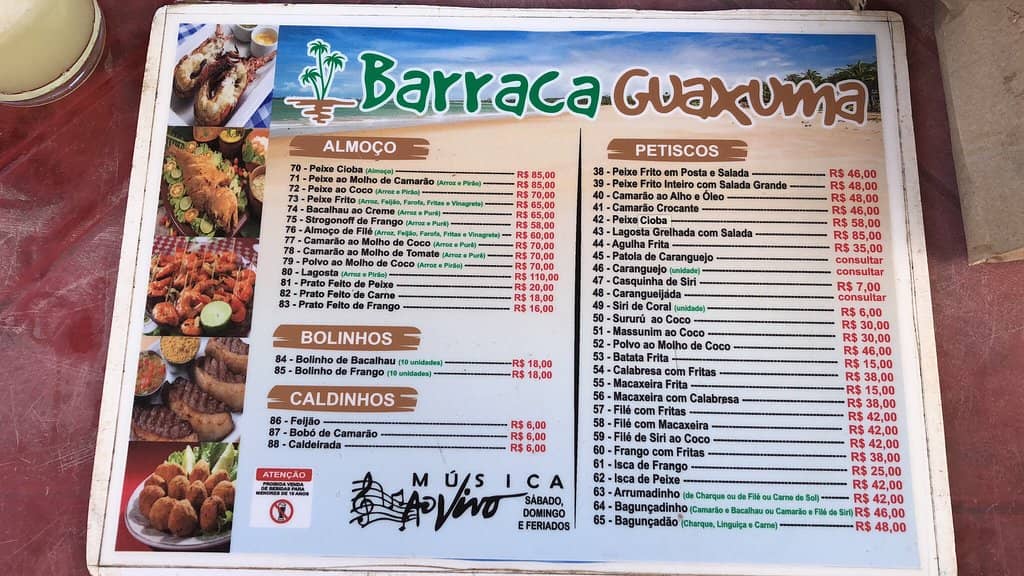 Barraca Guaxuma
ALMOÇO
70 - Peixe Cioba (Almoço) R$ 85,00
71 - Peixe ao Molho de Camarão (Arroz e Pirão) R$ 85,00
72 - Peixe ao Coco (Arroz e Pirão) R$ 70,00
73 - Peixe Frito (Arroz, Feijão, Farofa, Fritas e Vinagrete) R$ 65,00
74 - Bacalhau ao Creme (Arroz e Purê) R$ 65,00
75 - Strogonoff de Frango (Arroz e Purê) R$ 58,00
76 - Almoço de Filé (Arroz, Feijão, Farofa, Fritas e Vinagrete) R$ 60,00
77 - Camarão ao Molho de Coco (Arroz e Purê) R$ 70,00
78 - Camarão ao Molho de Tomate (Arroz e Purê) R$ 70,00
79 - Polvo ao Molho de Coco (Arroz e Pirão) R$ 70,00
80 - Lagosta (Arroz e Pirão) R$ 110,00
81 - Prato Feito de Peixe R$ 20,00
82 - Prato Feito de Carne R$ 18,00
83 - Prato Feito de Frango R$ 16,00
BOLINHOS
84 - Bolinho de Bacalhau (10 unidades) R$ 18,00
85 - Bolinho de Frango (10 unidades) R$ 18,00
CALDINHOS
86 - Feijão R$ 6,00
87 - Bobó de Camarão R$ 6,00
88 - Caldeirada R$ 6,00
ATENÇÃO
PROIBIDA VENDA
DE BEBIDAS PARA
MENORES DE 18 ANOS
MÚSICA
Ao Vivo
SÁBADO,
DOMINGO
E FERIADOS
PETISCOS
38 - Peixe Frito em Posta e Salada R$ 46,00
39 - Peixe Frito Inteiro com Salada Grande R$ 48,00
40 - Camarão ao Alho e Óleo R$ 48,00
41 - Camarão Crocante R$ 46,00
42 - Peixe Cioba R$ 58,00
43 - Lagosta Grelhada com Salada R$ 85,00
44 - Agulha Frita R$ 35,00
45 - Patola de Caranguejo consultar
46 - Caranguejo (unidade) consultar
47 - Casquinha de Siri R$ 7,00
48 - Carangueijada consultar
49 - Siri de Coral (unidade) R$ 6,00
50 - Sururú ao Coco R$ 30,00
51 - Massunim ao Coco R$ 30,00
52 - Polvo ao Molho de Coco R$ 46,00
53 - Batata Frita R$ 15,00
54 - Calabresa com Fritas R$ 38,00
55 - Macaxeira Frita R$ 15,00
56 - Macaxeira com Calabresa R$ 38,00
57 - Filé com Fritas R$ 42,00
58 - Filé com Macaxeira R$ 42,00
59 - Filé de Siri ao Coco R$ 42,00
60 - Frango com Fritas R$ 38,00
61 - Isca de Frango R$ 25,00
62 - Isca de Peixe R$ 42,00
63 - Arrumadinho (de Charque ou de Filé ou Carne de Sol) R$ 42,00
64 - Bagunçadinho (Camarão e Bacalhau ou Camarão e Filé de Siri) R$ 46,00
65 - Bagunçadão (Charque, Linguiça e Carne) R$ 48,00